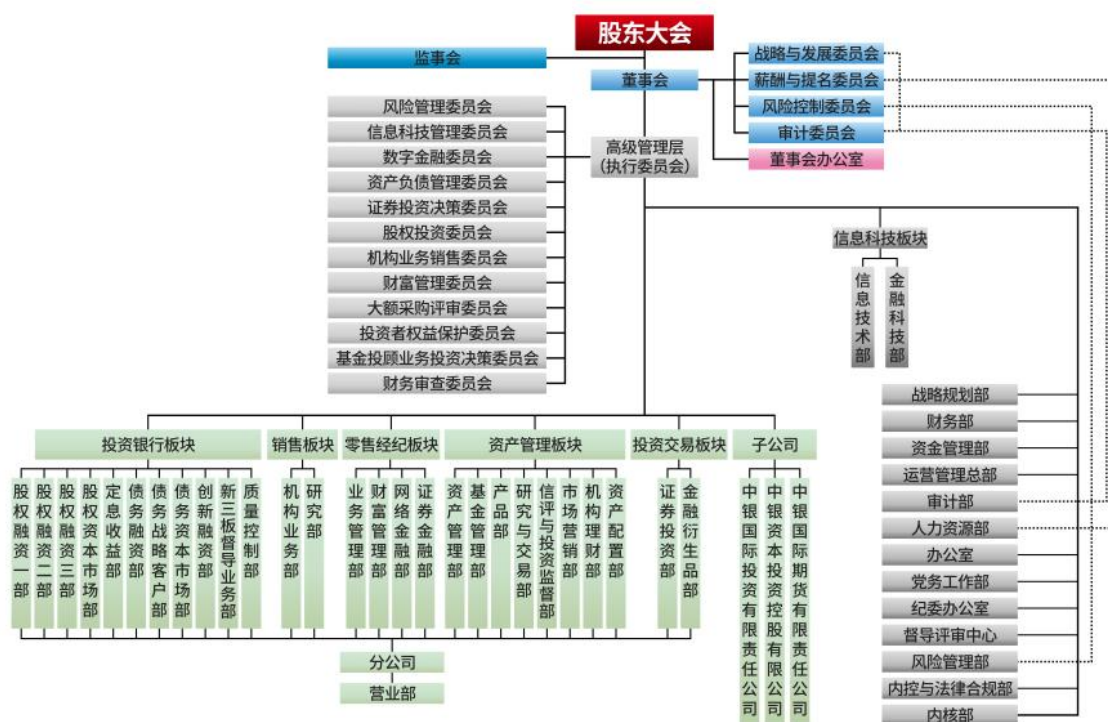 股东大会
监事会
董事会
战略与发展委员会
薪酬与提名委员会
风险控制委员会
审计委员会
董事会办公室
高级管理层
（执行委员会）
风险管理委员会
信息科技管理委员会
数字金融委员会
资产负债管理委员会
证券投资决策委员会
股权投资委员会
机构业务销售委员会
财富管理委员会
大额采购评审委员会
投资者权益保护委员会
基金投顾业务投资决策委员会
财务审查委员会
信息科技板块
信息技术部
金融科技部
战略规划部
财务部
资金管理部
运营管理总部
审计部
人力资源部
办公室
党务工作部
纪委办公室
督导评审中心
风险管理部
内控与法律合规部
内核部
投资银行板块
股权融资一部
股权融资二部
股权融资三部
股权资本市场部
定息收益部
债务融资部
债务战略客户部
债务资本市场部
创新融资部
新三板督导业务部
质量控制部
销售板块
机构业务部
研究部
零售经纪板块
业务管理部
财富管理部
网络金融部
证券金融部
资产管理板块
资产管理部
基金管理部
产品部
研究与交易部
信评与投资监督部
市场营销部
机构理财部
资产配置部
投资交易板块
证券投资部
金融衍生品部
子公司
中银国际投资有限责任公司
中银资本投资控股有限公司
中银国际期货有限责任公司
分公司
营业部